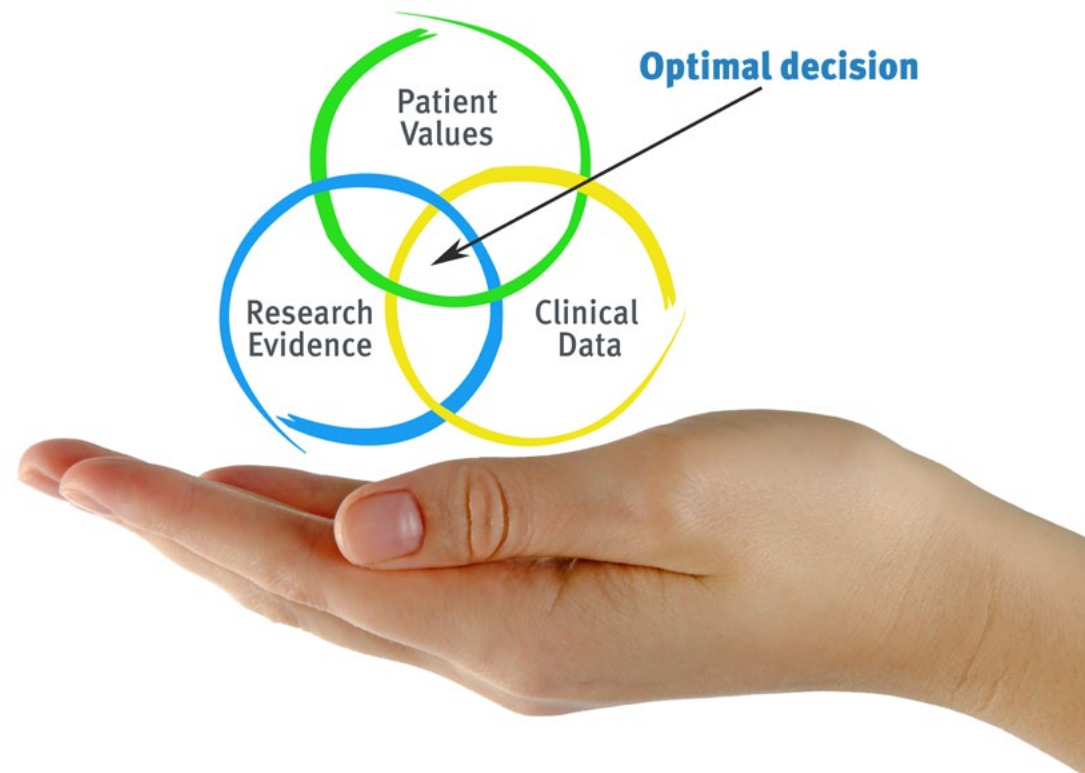 Optimal decision
Patient
Values
Research
Evidence
Clinical
Data